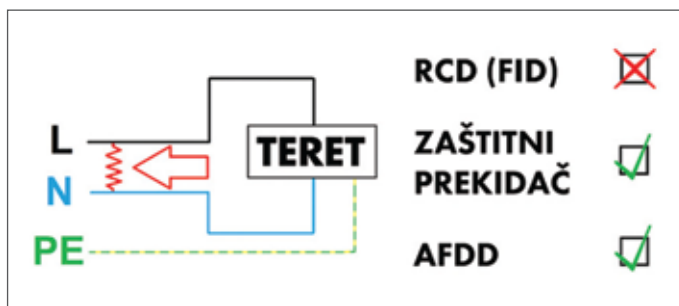 L
N
PE
TERET
RCD (FID)
ZAŠTITNI
PREKIDAČ
AFDD